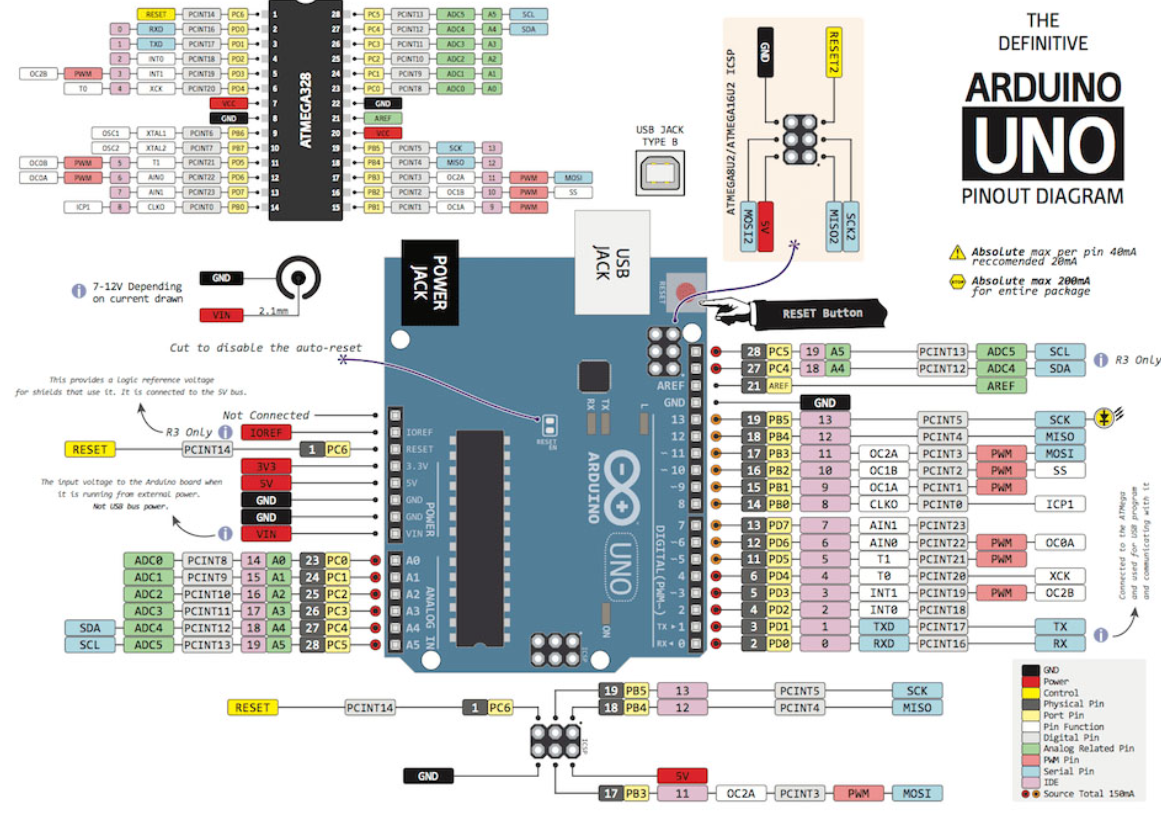 THE
DEFINITIVE
ARDUINO
UNO
PINOUT DIAGRAM
Absolute max per pin 40mA
reccomended 20mA
Absolute max 200mA
for entire package
ATMEGA328
RESET PCINT14 PC6 1
0 RXD PCINT16 PD0 2
1 TXD PCINT17 PD1 3
2 INT0 PCINT18 PD2 4
OC2B PWM 3 INT1 PCINT19 PD3 5
T0 4 XCK PCINT20 PD4 6
VCC 7
GND 8
OSC1 XTAL1 PCINT6 PB6 9
OSC2 XTAL2 PCINT7 PB7 10
OC0B PWM 5 T1 PCINT21 PD5 11
OC0A PWM 6 AIN0 PCINT22 PD6 12
7 AIN1 PCINT23 PD7 13
ICP1 8 CLKO PCINT0 PB0 14
28 PC5 PCINT13 ADC5 A5 SCL
27 PC4 PCINT12 ADC4 A4 SDA
26 PC3 PCINT11 ADC3 A3
25 PC2 PCINT10 ADC2 A2
24 PC1 PCINT9 ADC1 A1
23 PC0 PCINT8 ADC0 A0
22 GND
21 AREF
20 VCC
19 PB5 PCINT5 SCK 13
18 PB4 PCINT4 MISO 12
17 PB3 PCINT3 OC2A 11 PWM MOSI
16 PB2 PCINT2 OC1B 10 PWM SS
15 PB1 PCINT1 OC1A 9 PWM
USB JACK
TYPE B
ATMEGA8U2/ATMEGA16U2 ICSP
GND
RESET2
MOSI2
5V
MISO2
SCK2
7-12V Depending
on current drawn
GND
VIN
2.1mm
POWER
JACK
USB
JACK
RESET
RESET Button
Cut to disable the auto-reset
This provides a logic reference voltage
for shields that use it. It is connected to the 5V bus.
Not Connected
R3 Only IOREF
RESET PCINT14 1 PC6
3V3
5V
GND
GND
VIN
The input voltage to the Arduino board when
it is running from external power.
Not USB bus power.
ADC0 PCINT8 14 A0 23 PC0
ADC1 PCINT9 15 A1 24 PC1
ADC2 PCINT10 16 A2 25 PC2
ADC3 PCINT11 17 A3 26 PC3
SDA ADC4 PCINT12 18 A4 27 PC4
SCL ADC5 PCINT13 19 A5 28 PC5
IOREF
RESET
3.3V
5V
GND
GND
VIN
POWER
A0
A1
A2
A3
A4
A5
ANALOG IN
RESET
EN
RX
TX
L
ARDUINO
UNO
ON
ICSP
DIGITAL (PWM~)
AREF
GND
13
12
~11
~10
~9
8
7
~6
~5
4
~3
2
TX▸1
RX◂0
28 PC5 19 A5 PCINT13 ADC5 SCL
R3 Only
27 PC4 18 A4 PCINT12 ADC4 SDA
21 AREF AREF
GND
19 PB5 13 PCINT5 SCK
18 PB4 12 PCINT4 MISO
17 PB3 11 OC2A PCINT3 PWM MOSI
16 PB2 10 OC1B PCINT2 PWM SS
15 PB1 9 OC1A PCINT1 PWM
14 PB0 8 CLKO PCINT0 ICP1
13 PD7 7 AIN1 PCINT23
12 PD6 6 AIN0 PCINT22 PWM OC0A
11 PD5 5 T1 PCINT21 PWM
6 PD4 4 T0 PCINT20 XCK
5 PD3 3 INT1 PCINT19 PWM OC2B
4 PD2 2 INT0 PCINT18
3 PD1 1 TXD PCINT17 TX
2 PD0 0 RXD PCINT16 RX
Connected to the ATMega
and used for USB program
and communicating with it
RESET PCINT14 1 PC6
19 PB5 13 PCINT5 SCK
18 PB4 12 PCINT4 MISO
ICSP
GND
5V
17 PB3 11 OC2A PCINT3 PWM MOSI
GND
Power
Control
Physical Pin
Port Pin
Pin Function
Digital Pin
Analog Related Pin
PWM Pin
Serial Pin
IDE
Source Total 150mA